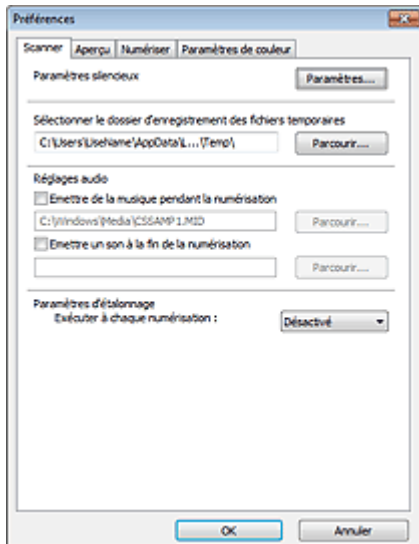 Préférences
Scanner Aperçu Numériser Paramètres de couleur
Paramètres silencieux Paramètres...
Sélectionner le dossier d'enregistrement des fichiers temporaires
C:\Users\UseName\AppData\L...\Temp\ Parcourir...
Réglages audio
Emettre de la musique pendant la numérisation
C:\Windows\Media\CSSAMP1.MID Parcourir...
Emettre un son à la fin de la numérisation
Parcourir...
Paramètres d'étalonnage
Exécuter à chaque numérisation : Désactivé
OK Annuler